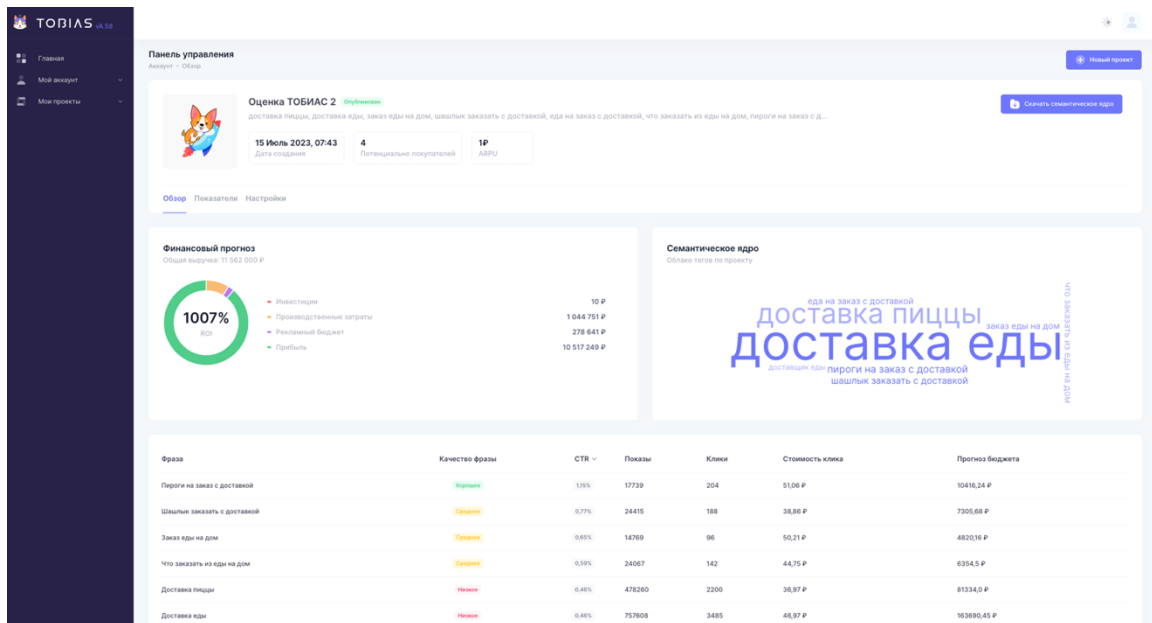 TOBIAS vA.58
Главная
Мой аккаунт
Мои проекты
Панель управления
Аккаунт - Обзор
Новый проект
Оценка ТОБИАС 2 Опубликован
доставка пиццы, доставка еды, заказ еды на дом, шашлык заказать с доставкой, еда на заказ с доставкой, что заказать из еды на дом, пироги на заказ с д...
Скачать семантическое ядро
15 Июль 2023, 07:43
Дата создания
4
Потенциально покупателей
1₽
ARPU
Обзор Показатели Настройки
Финансовый прогноз
Общая выручка: 11 562 000 ₽
1007%
ROI
Инвестиции 10 ₽
Производственные затраты 1 044 751 ₽
Рекламный бюджет 278 641 ₽
Прибыль 10 517 249 ₽
Семантическое ядро
Облако тегов по проекту
еда на заказ с доставкой
доставка пиццы
заказ еды на дом
доставка еды
доставщик еды
пироги на заказ с доставкой
шашлык заказать с доставкой
что заказать из еды на дом
Фраза Качество фразы CTR Показы Клики Стоимость клика Прогноз бюджета
Пироги на заказ с доставкой Хорошее 1,15% 17739 204 51,06 ₽ 10416,24 ₽
Шашлык заказать с доставкой Среднее 0,77% 24415 188 38,86 ₽ 7305,68 ₽
Заказ еды на дом Среднее 0,65% 14769 96 50,21 ₽ 4820,16 ₽
Что заказать из еды на дом Среднее 0,59% 24067 142 44,75 ₽ 6354,5 ₽
Доставка пиццы Низкое 0,46% 478260 2200 36,97 ₽ 81334,0 ₽
Доставка еды Низкое 0,46% 757608 3485 46,97 ₽ 163690,45 ₽